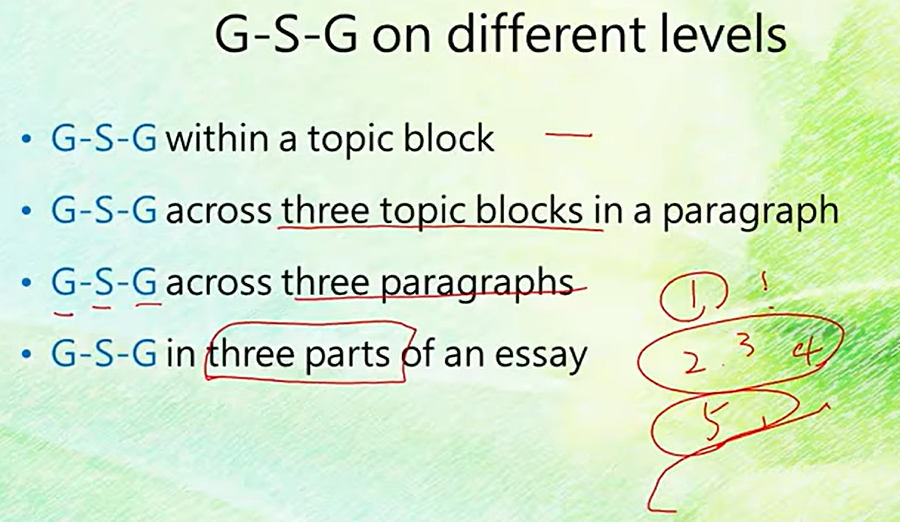 G-S-G on different levels
• G-S-G within a topic block
• G-S-G across three topic blocks in a paragraph
• G-S-G across three paragraphs
• G-S-G in three parts of an essay
1
2 3 4
5